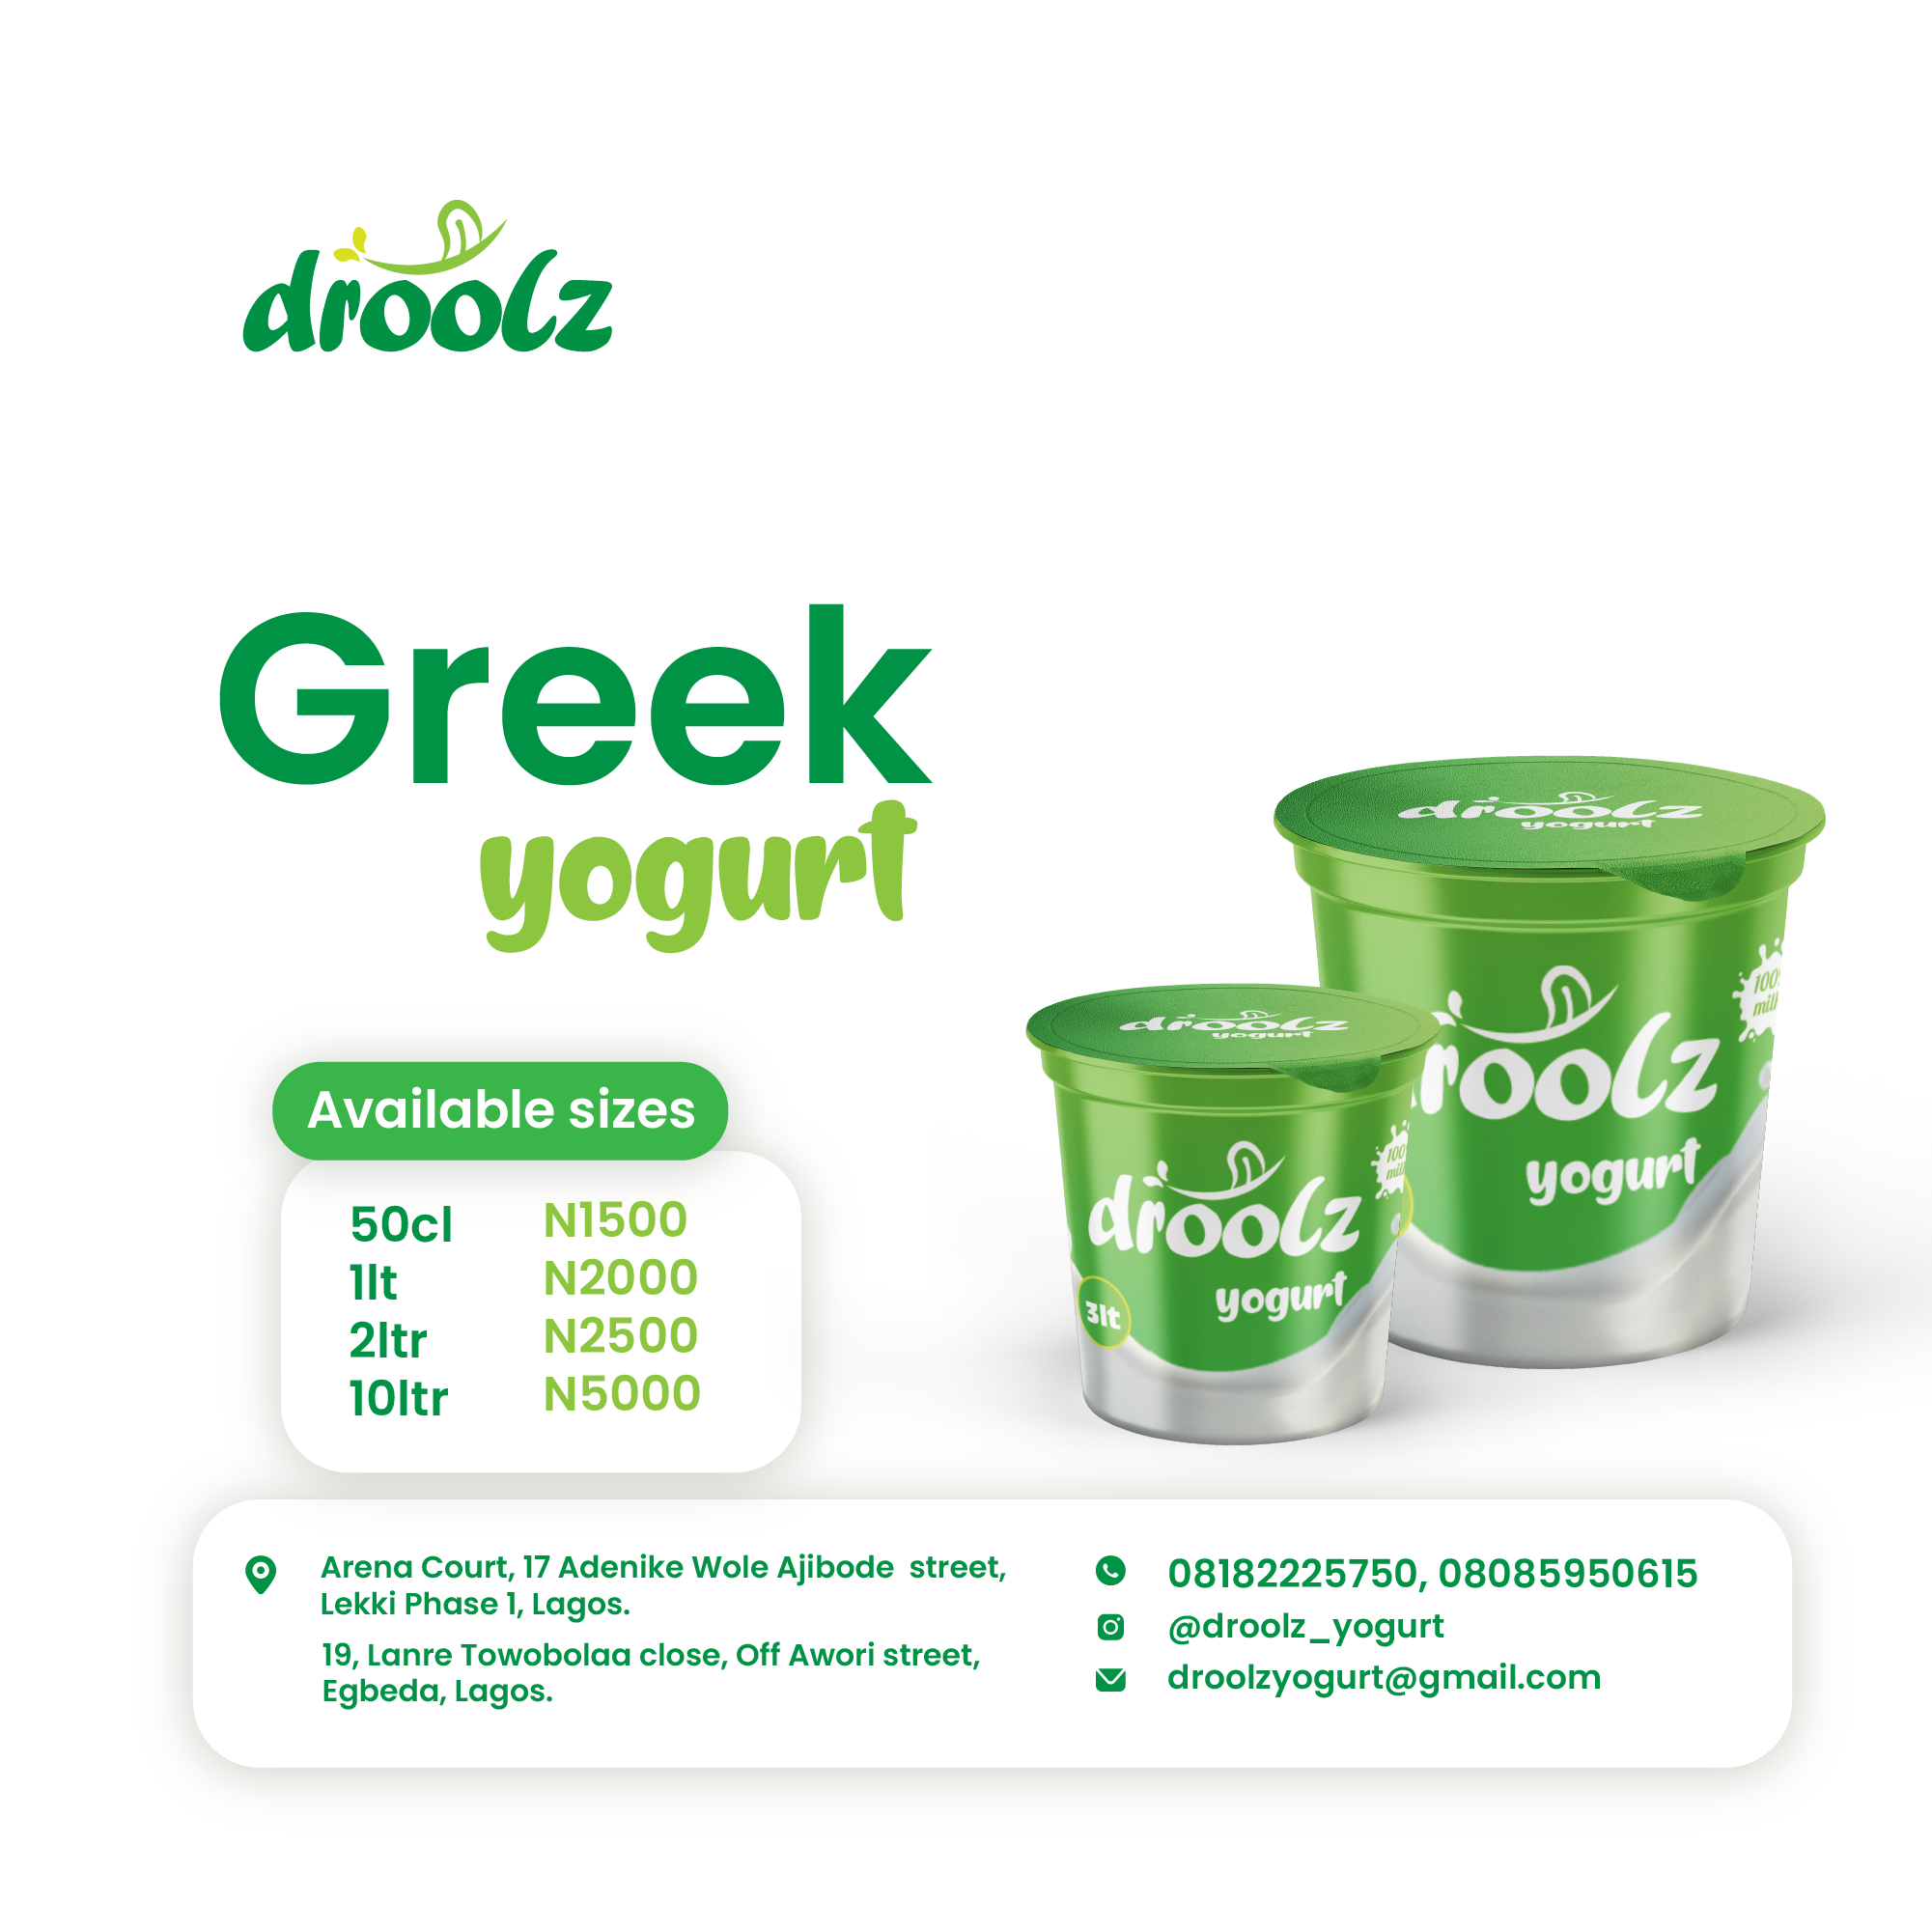 droolz
Greek
yogurt
Available sizes
50cl N1500
1lt N2000
2ltr N2500
10ltr N5000
droolz
yogurt
droolz
yogurt
droolz
yogurt
3lt
droolz
yogurt
Arena Court, 17 Adenike Wole Ajibode street,
Lekki Phase 1, Lagos.
19, Lanre Towobolaa close, Off Awori street,
Egbeda, Lagos.
08182225750, 08085950615
@droolz_yogurt
droolzyogurt@gmail.com